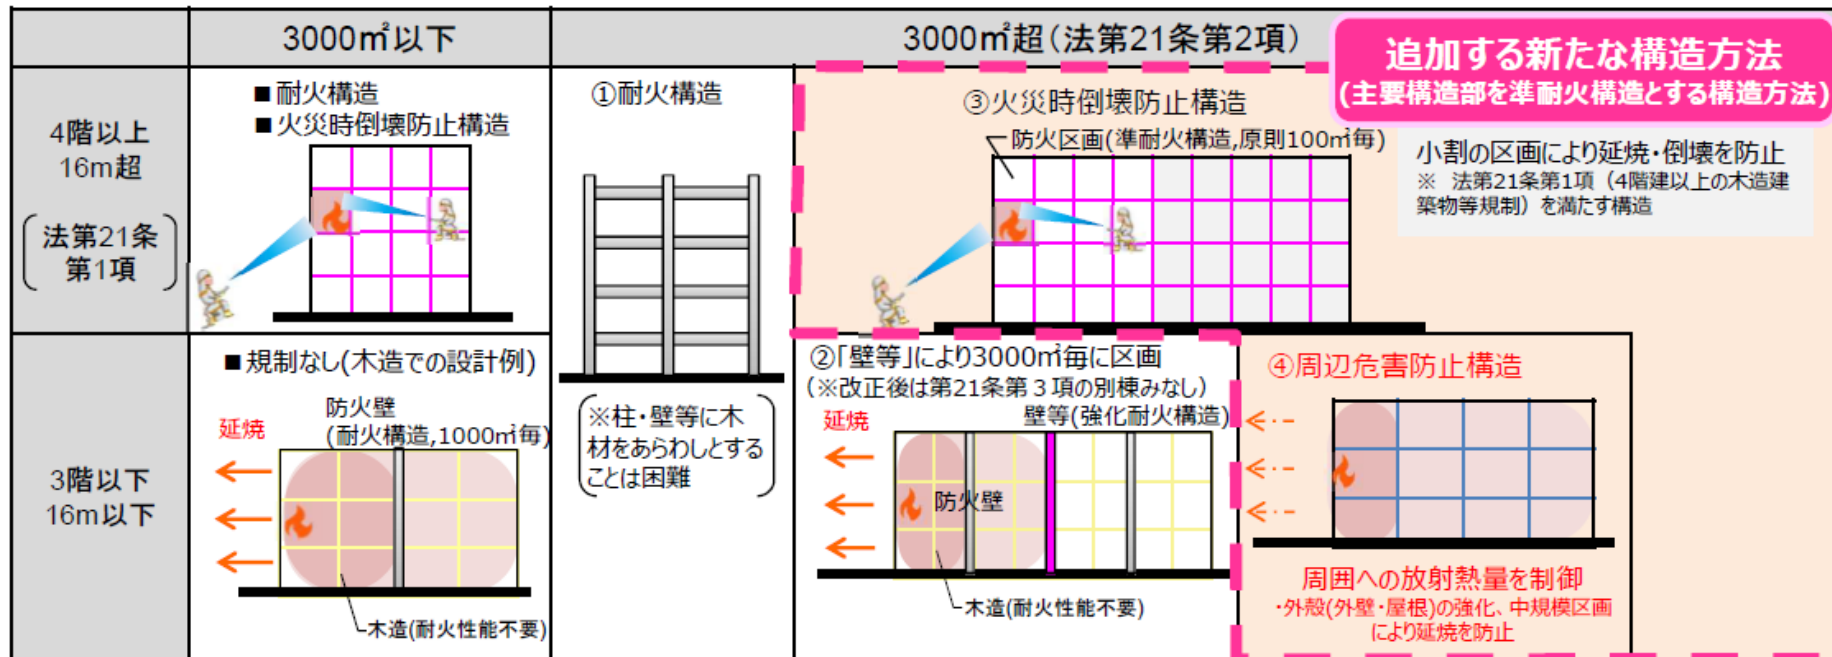 3000㎡以下
3000㎡超(法第21条第2項)
追加する新たな構造方法
(主要構造部を準耐火構造とする構造方法)
4階以上
16m超
法第21条
第1項
■耐火構造
■火災時倒壊防止構造
①耐火構造
※柱・壁等に木
材をあらわしとする
ことは困難
③火災時倒壊防止構造
防火区画(準耐火構造,原則100㎡毎)
小割の区画により延焼・倒壊を防止
※ 法第21条第1項（4階建以上の木造建
築物等規制）を満たす構造
3階以下
16m以下
■規制なし(木造での設計例)
防火壁
(耐火構造,1000㎡毎)
延焼
木造(耐火性能不要)
②「壁等」により3000㎡毎に区画
（※改正後は第21条第３項の別棟みなし）
延焼
壁等(強化耐火構造)
防火壁
木造(耐火性能不要)
④周辺危害防止構造
周囲への放射熱量を制御
・外殻(外壁・屋根)の強化、中規模区画
により延焼を防止